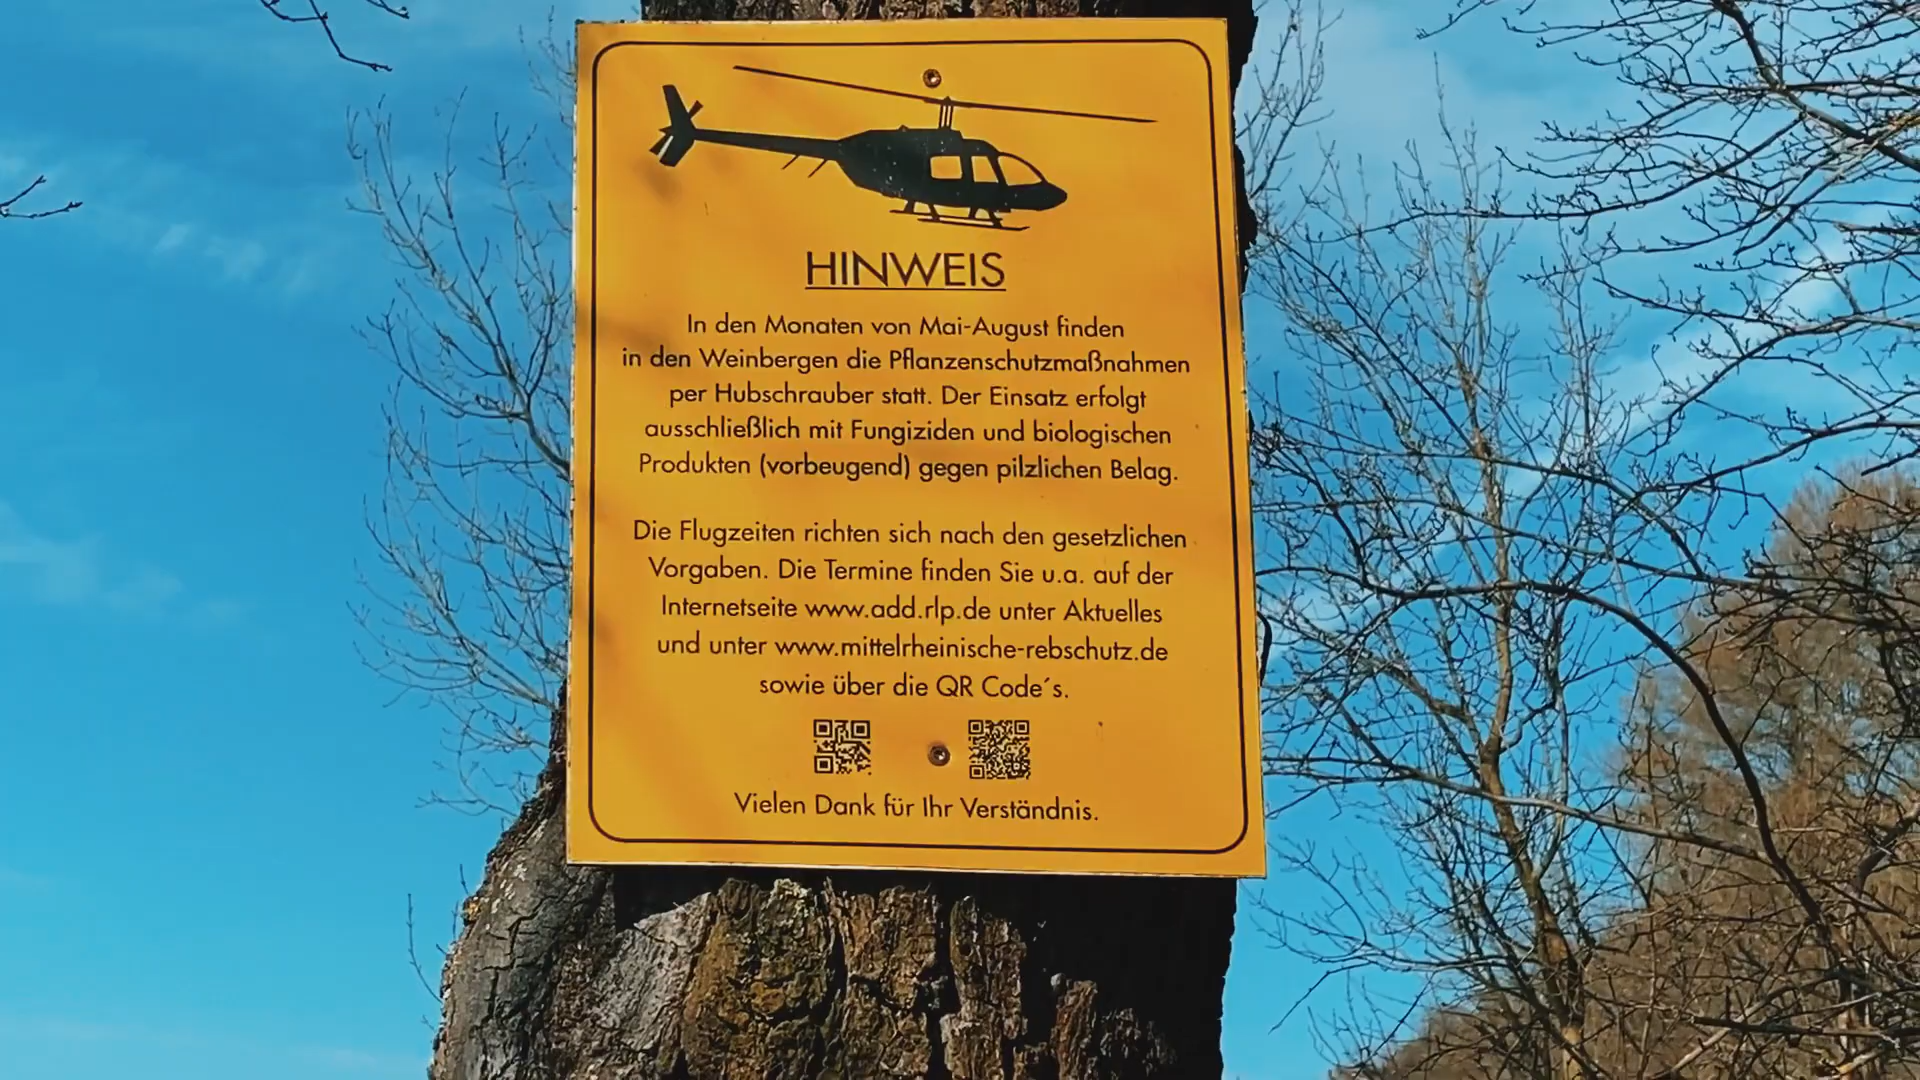 HINWEIS
In den Monaten von Mai-August finden
in den Weinbergen die Pflanzenschutzmaßnahmen
per Hubschrauber statt. Der Einsatz erfolgt
ausschließlich mit Fungiziden und biologischen
Produkten (vorbeugend) gegen pilzlichen Belag.
Die Flugzeiten richten sich nach den gesetzlichen
Vorgaben. Die Termine finden Sie u.a. auf der
Internetseite www.add.rlp.de unter Aktuelles
und unter www.mittelrheinische-rebschutz.de
sowie über die QR Code´s.
Vielen Dank für Ihr Verständnis.